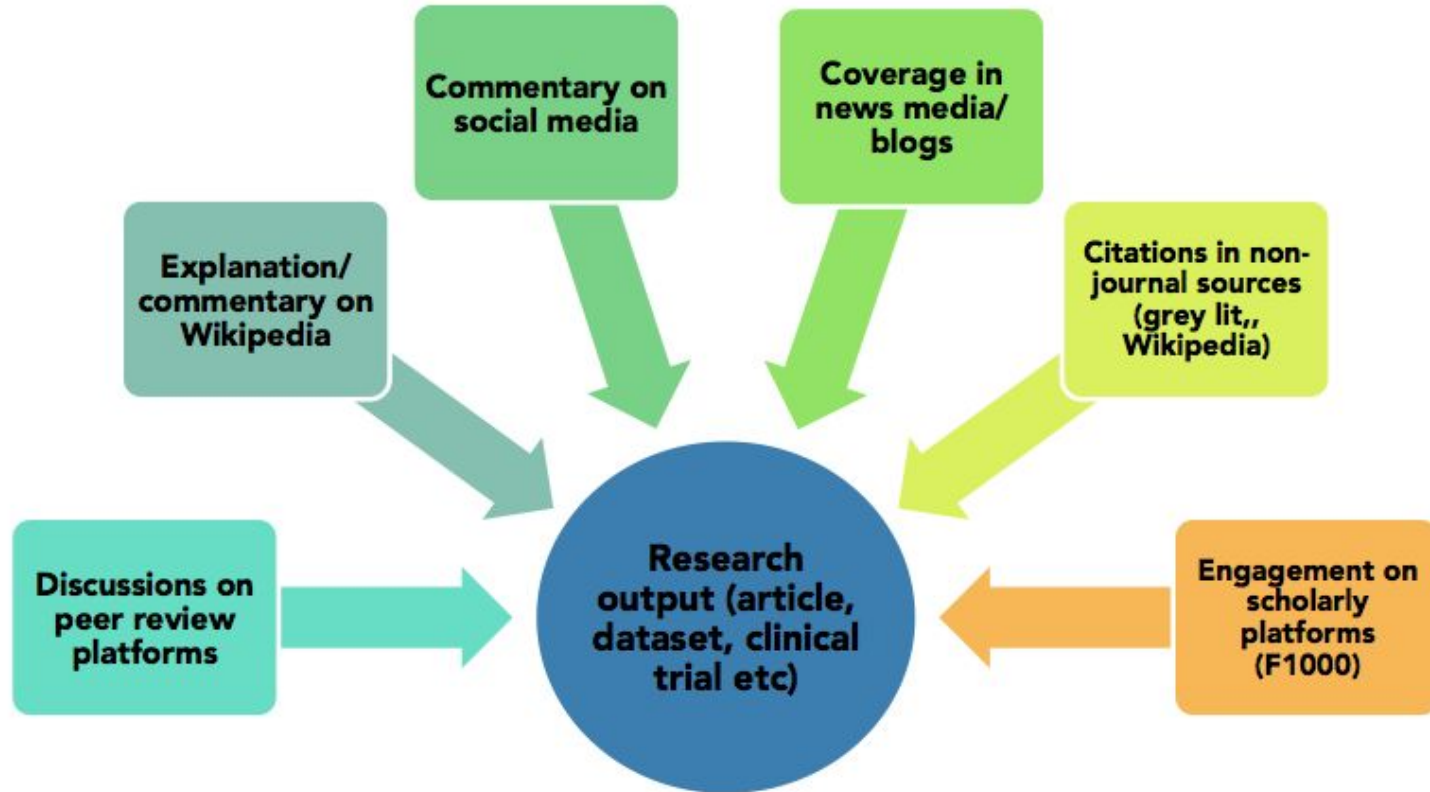 Commentary on
social media
Coverage in
news media/
blogs
Explanation/
commentary on
Wikipedia
Citations in non-
journal sources
(grey lit,, 
Wikipedia)
Discussions on
peer review
platforms
Research
output (article,
dataset, clinical
trial etc)
Engagement on
scholarly
platforms
(F1000)